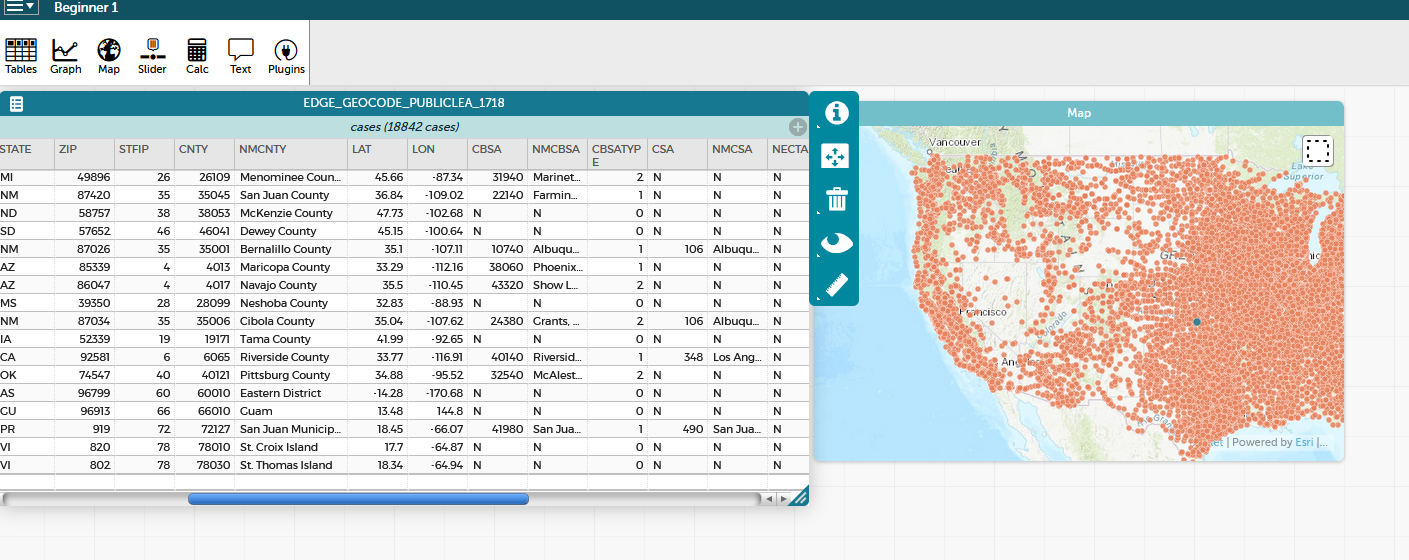 Beginner 1
Tables Graph Map Slider Calc Text Plugins
EDGE_GEOCODE_PUBLICLEA_1718
cases (18842 cases)
STATE ZIP STFIP CNTY NMCNTY LAT LON CBSA NMCBSA CBSATYPE CSA NMCSA NECTA
MI 49896 26 26109 Menominee Coun... 45.66 -87.34 31940 Marinet... 2 N N N
NM 87420 35 35045 San Juan County 36.84 -109.02 22140 Farmin... 1 N N N
ND 58757 38 38053 McKenzie County 47.73 -102.68 N N 0 N N N
SD 57652 46 46041 Dewey County 45.15 -100.64 N N 0 N N N
NM 87026 35 35001 Bernalillo County 35.1 -107.11 10740 Albuqu... 1 106 Albuqu... N
AZ 85339 4 4013 Maricopa County 33.29 -112.16 38060 Phoenix... 1 N N N
AZ 86047 4 4017 Navajo County 35.5 -110.45 43320 Show L... 2 N N N
MS 39350 28 28099 Neshoba County 32.83 -88.93 N N 0 N N N
NM 87034 35 35006 Cibola County 35.04 -107.62 24380 Grants, ... 2 106 Albuqu... N
IA 52339 19 19171 Tama County 41.99 -92.65 N N 0 N N N
CA 92581 6 6065 Riverside County 33.77 -116.91 40140 Riversid... 1 348 Los Ang... N
OK 74547 40 40121 Pittsburg County 34.88 -95.52 32540 McAlest... 2 N N N
AS 96799 60 60010 Eastern District -14.28 -170.68 N N 0 N N N
GU 96913 66 66010 Guam 13.48 144.8 N N 0 N N N
PR 919 72 72127 San Juan Municip... 18.45 -66.07 41980 San Jua... 1 490 San Jua... N
VI 820 78 78010 St. Croix Island 17.7 -64.87 N N 0 N N N
VI 802 78 78030 St. Thomas Island 18.34 -64.94 N N 0 N N N
Map
Vancouver
Lake
Superior
Francisco
| Powered by Esri |...